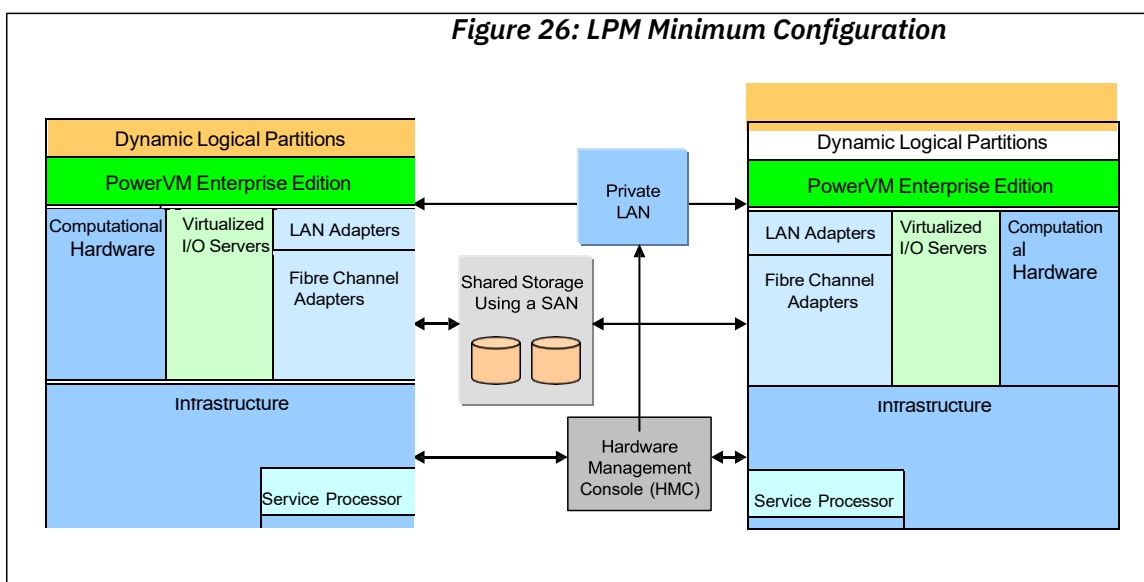 Figure 26: LPM Minimum Configuration
Dynamic Logical Partitions
PowerVM Enterprise Edition
Computational
Hardware
Virtualized
I/O Servers
LAN Adapters
Fibre Channel
Adapters
Infrastructure
Service Processor
Private
LAN
Shared Storage
Using a SAN
Hardware
Management
Console (HMC)
Dynamic Logical Partitions
PowerVM Enterprise Edition
LAN Adapters
Fibre Channel
Adapters
Virtualized
I/O Servers
Computation
al
Hardware
Infrastructure
Service Processor